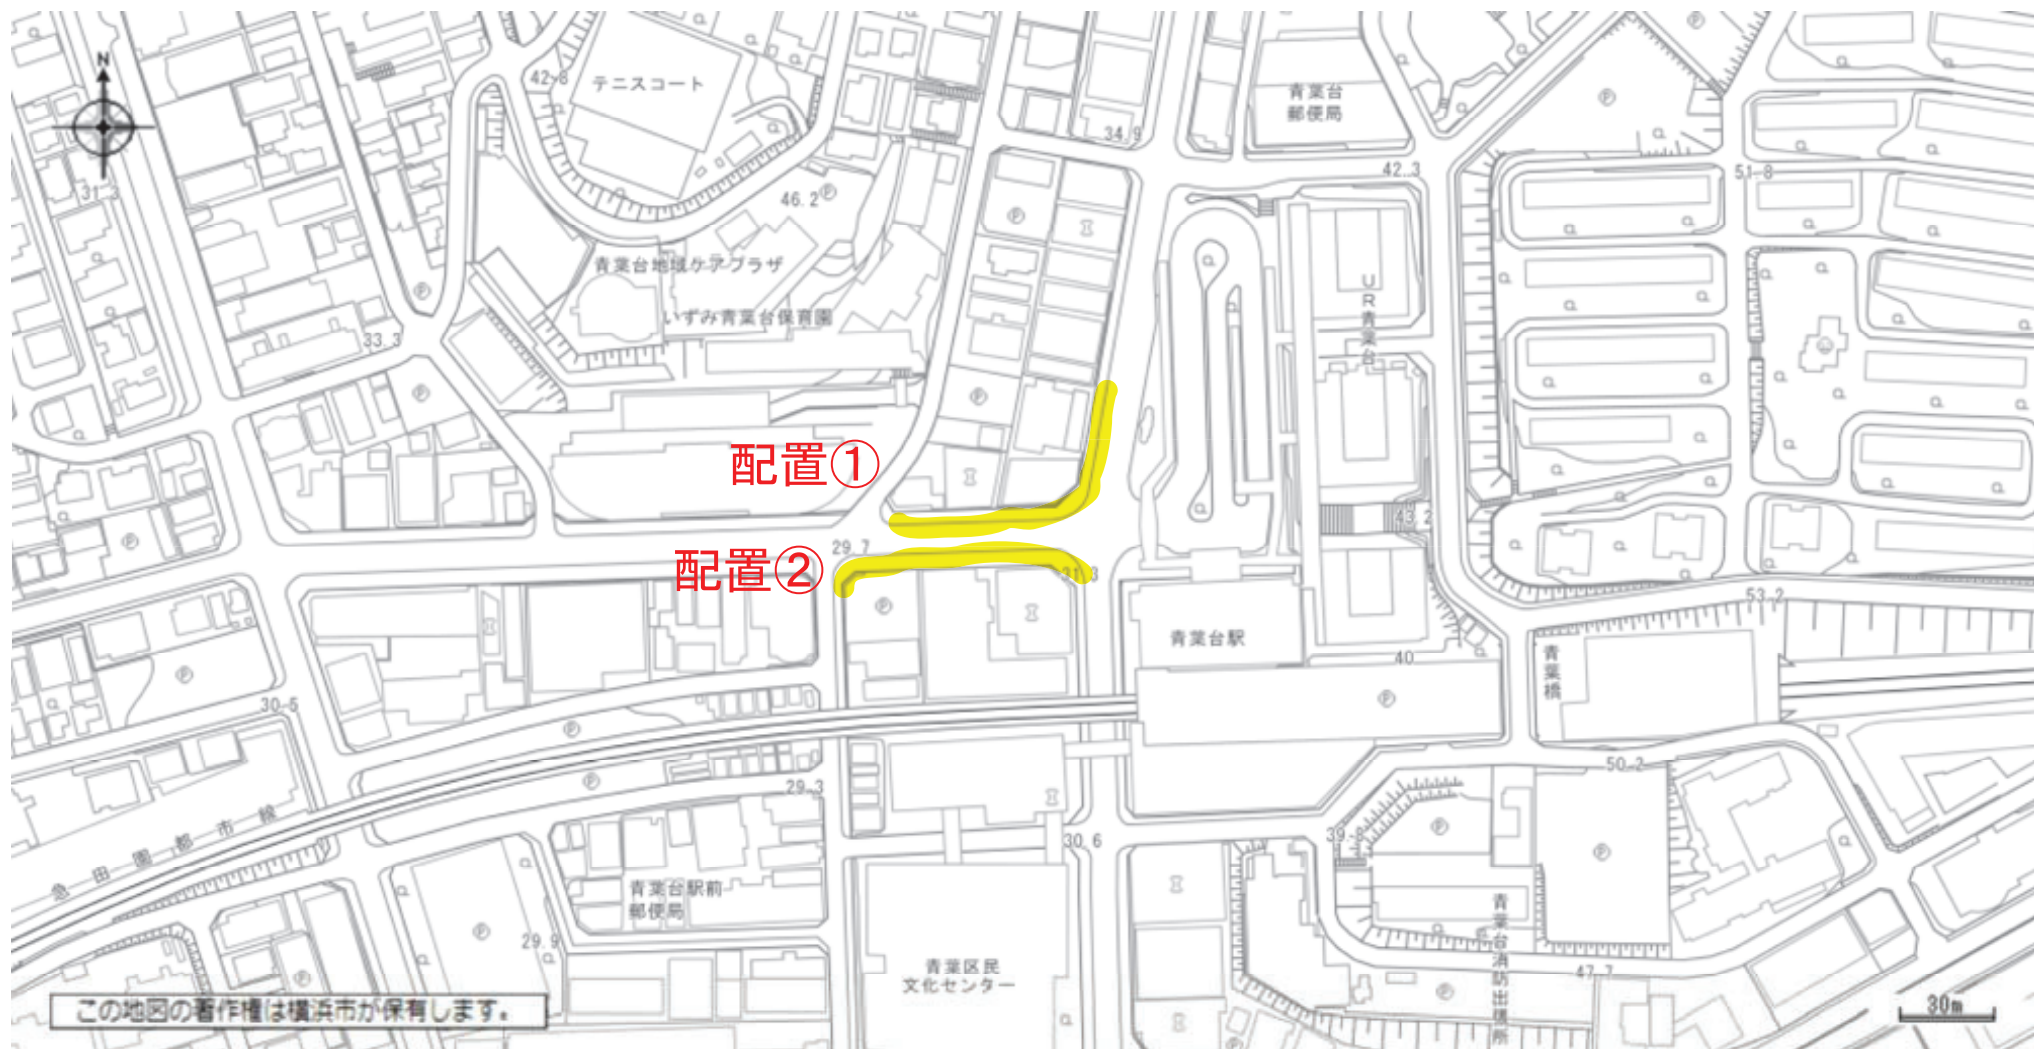 N
テニスコート
42.8
青葉台
郵便局
34.9
42.3
51.8
31.3
46.2
青葉台地域ケアプラザ
いずみ青葉台保育園
UR青葉台
33.3
配置①
43.2
29.7
配置②
31.3
53.2
青葉台駅
40
青葉橋
30.5
50.2
29.3
急田園都市線
39.8
30.6
青葉台駅前
郵便局
29.9
青葉区民
文化センター
青葉台消防出張所
47.7
この地図の著作権は横浜市が保有します。
30m